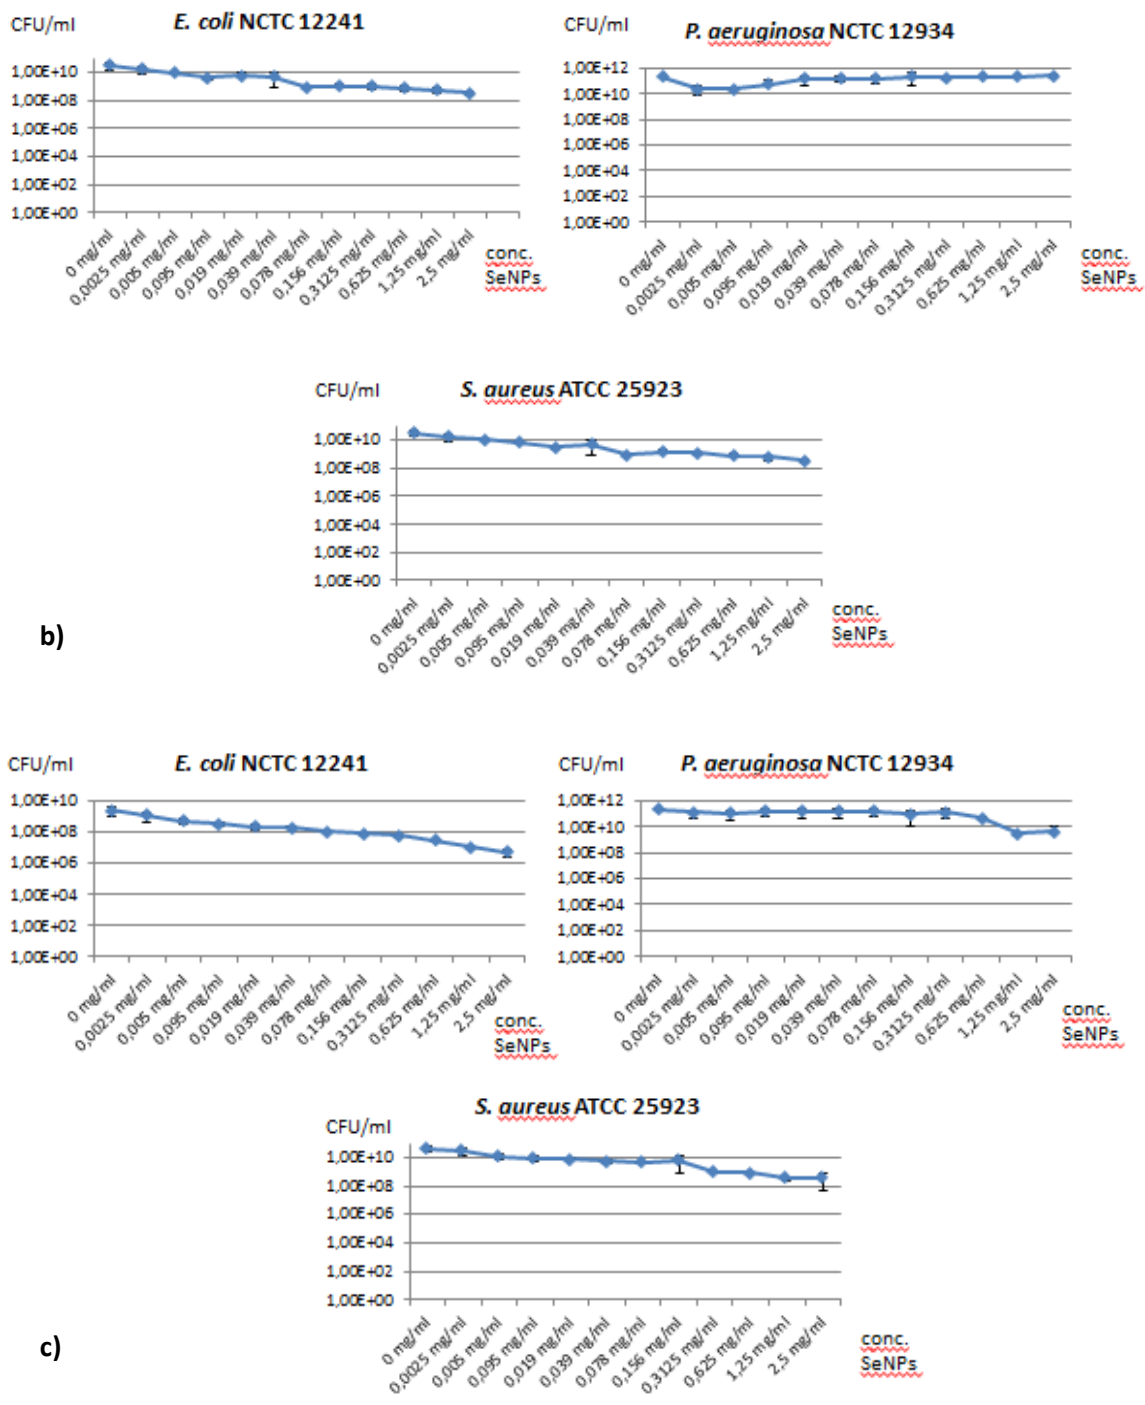 CFU/ml
E. coli NCTC 12241
1,00E+10
1,00E+08
1,00E+06
1,00E+04
1,00E+02
1,00E+00
0 mg/ml
0,0025 mg/ml
0,005 mg/ml
0,095 mg/ml
0,019 mg/ml
0,039 mg/ml
0,078 mg/ml
0,156 mg/ml
0,3125 mg/ml
0,625 mg/ml
1,25 mg/ml
2,5 mg/ml
conc.
SeNPs
CFU/ml
P. aeruginosa NCTC 12934
1,00E+12
1,00E+10
1,00E+08
1,00E+06
1,00E+04
1,00E+02
1,00E+00
0 mg/ml
0,0025 mg/ml
0,005 mg/ml
0,095 mg/ml
0,019 mg/ml
0,039 mg/ml
0,078 mg/ml
0,156 mg/ml
0,3125 mg/ml
0,625 mg/ml
1,25 mg/ml
2,5 mg/ml
conc.
SeNPs
CFU/ml
S. aureus ATCC 25923
1,00E+10
1,00E+08
1,00E+06
1,00E+04
1,00E+02
1,00E+00
0 mg/ml
0,0025 mg/ml
0,005 mg/ml
0,095 mg/ml
0,019 mg/ml
0,039 mg/ml
0,078 mg/ml
0,156 mg/ml
0,3125 mg/ml
0,625 mg/ml
1,25 mg/ml
2,5 mg/ml
conc.
SeNPs
b)
CFU/ml
E. coli NCTC 12241
1,00E+10
1,00E+08
1,00E+06
1,00E+04
1,00E+02
1,00E+00
0 mg/ml
0,0025 mg/ml
0,005 mg/ml
0,095 mg/ml
0,019 mg/ml
0,039 mg/ml
0,078 mg/ml
0,156 mg/ml
0,3125 mg/ml
0,625 mg/ml
1,25 mg/ml
2,5 mg/ml
conc.
SeNPs
CFU/ml
P. aeruginosa NCTC 12934
1,00E+12
1,00E+10
1,00E+08
1,00E+06
1,00E+04
1,00E+02
1,00E+00
0 mg/ml
0,0025 mg/ml
0,005 mg/ml
0,095 mg/ml
0,019 mg/ml
0,039 mg/ml
0,078 mg/ml
0,156 mg/ml
0,3125 mg/ml
0,625 mg/ml
1,25 mg/ml
2,5 mg/ml
conc.
SeNPs
S. aureus ATCC 25923
CFU/ml
1,00E+10
1,00E+08
1,00E+06
1,00E+04
1,00E+02
1,00E+00
0 mg/ml
0,0025 mg/ml
0,005 mg/ml
0,095 mg/ml
0,019 mg/ml
0,039 mg/ml
0,078 mg/ml
0,156 mg/ml
0,3125 mg/ml
0,625 mg/ml
1,25 mg/ml
2,5 mg/ml
conc.
SeNPs
c)